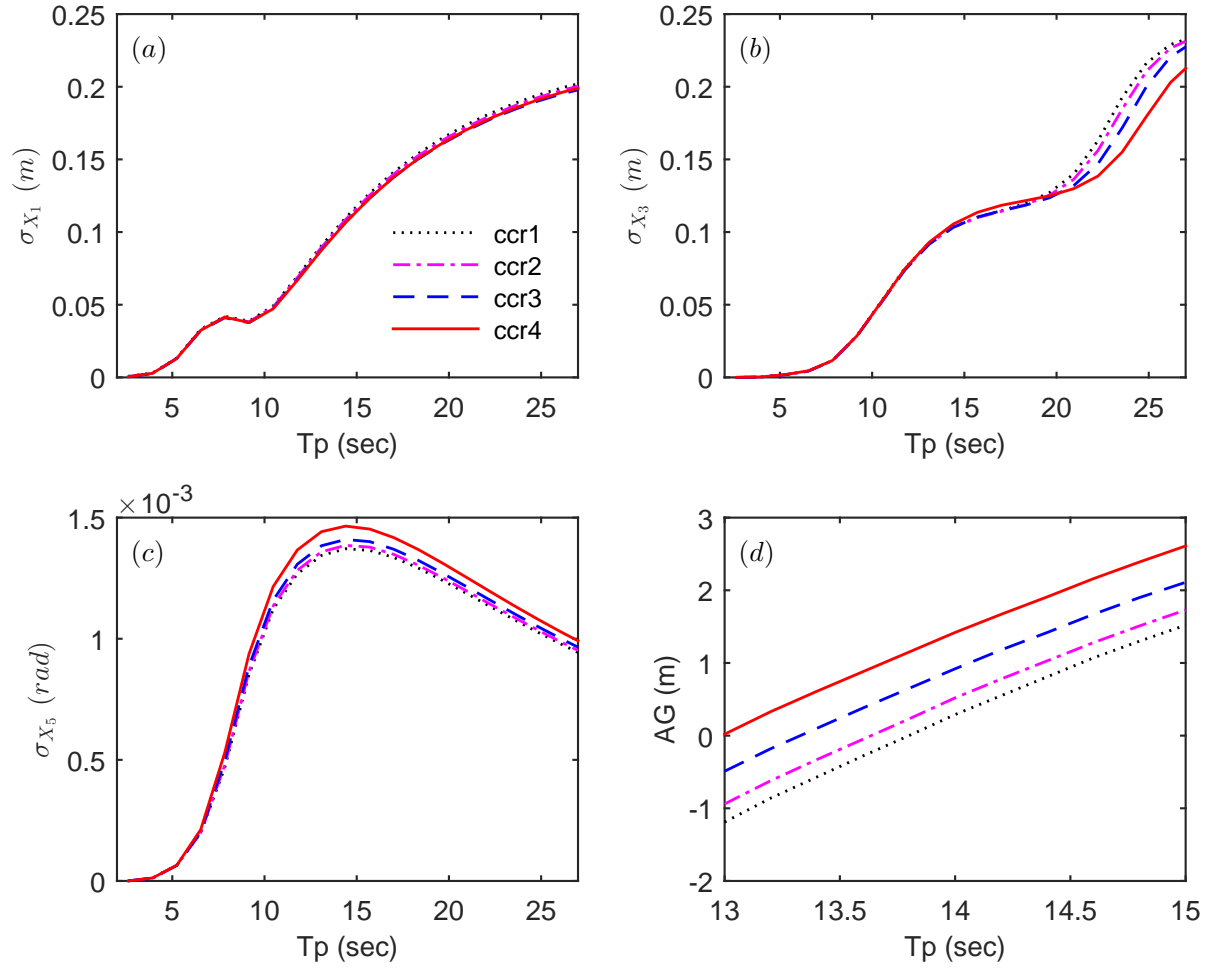 0.25
0.2
0.15
0.1
0.05
0
5 10 15 20 25
Tp (sec)
σX₁ (m)
(a)
ccr1
ccr2
ccr3
ccr4
0.25
0.2
0.15
0.1
0.05
0
5 10 15 20 25
Tp (sec)
σX₃ (m)
(b)
×10⁻³
1.5
1
0.5
0
5 10 15 20 25
Tp (sec)
σX₅ (rad)
(c)
3
2
1
0
-1
-2
13 13.5 14 14.5 15
Tp (sec)
AG (m)
(d)